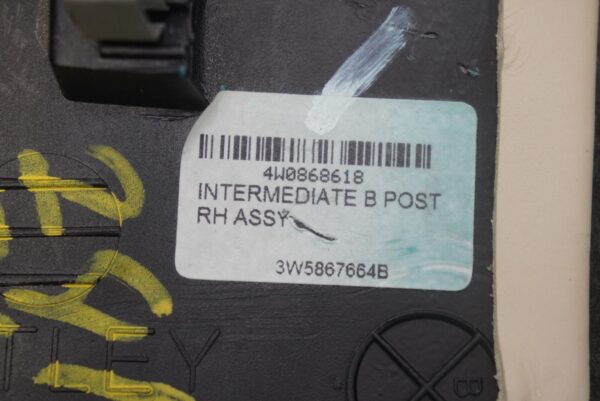 4W0868618
INTERMEDIATE B POST
RH ASSY
3W5867664B
TLEY
B